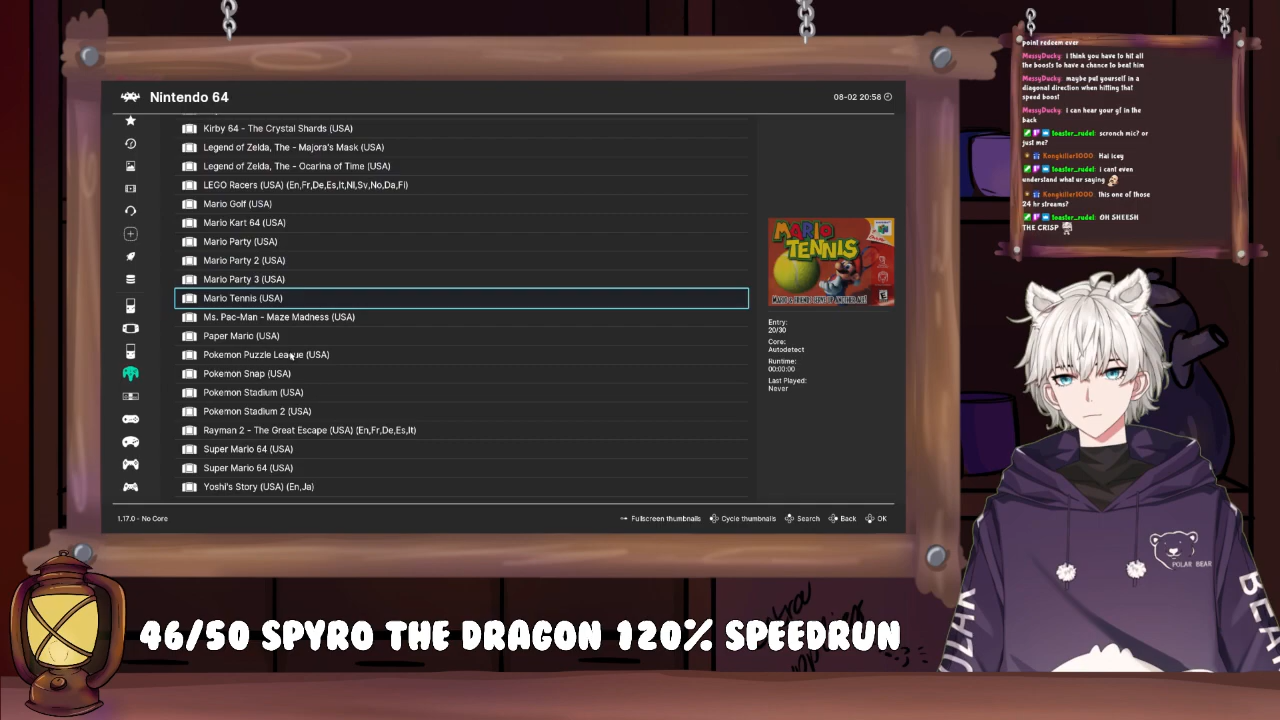 Nintendo 64
08-02 20:58
Kirby 64 - The Crystal Shards (USA)
Legend of Zelda, The - Majora's Mask (USA)
Legend of Zelda, The - Ocarina of Time (USA)
LEGO Racers (USA) (En,Fr,De,Es,It,Nl,Sv,No,Da,Fi)
Mario Golf (USA)
Mario Kart 64 (USA)
Mario Party (USA)
Mario Party 2 (USA)
Mario Party 3 (USA)
Mario Tennis (USA)
Ms. Pac-Man - Maze Madness (USA)
Paper Mario (USA)
Pokemon Puzzle League (USA)
Pokemon Snap (USA)
Pokemon Stadium (USA)
Pokemon Stadium 2 (USA)
Rayman 2 - The Great Escape (USA) (En,Fr,De,Es,It)
Super Mario 64 (USA)
Super Mario 64 (USA)
Yoshi's Story (USA) (En,Ja)
MARIO
TENNIS
Entry:
20/30
Core:
Autodetect
Runtime:
00:00:00
Last Played:
Never
1.17.0 - No Core
Fullscreen thumbnails
Cycle thumbnails
Search
Back
OK
point redeem ever
MessyDucky: i think you have to hit all
the boosts to have a chance to beat him
MessyDucky: maybe put yourself in a
diagonal direction when hitting that
speed boost
MessyDucky: i can hear your gf in the
back
toaster_rudel: scronch mic? or
just me?
Kongkiller1000: Hai icey
toaster_rudel: i cant even
understand what ur saying
Kongkiller1000: this one of those
24 hr streams?
toaster_rudel: OH SHEESH
THE CRISP
POLAR BEAR
46/50 SPYRO THE DRAGON 120% SPEEDRUN